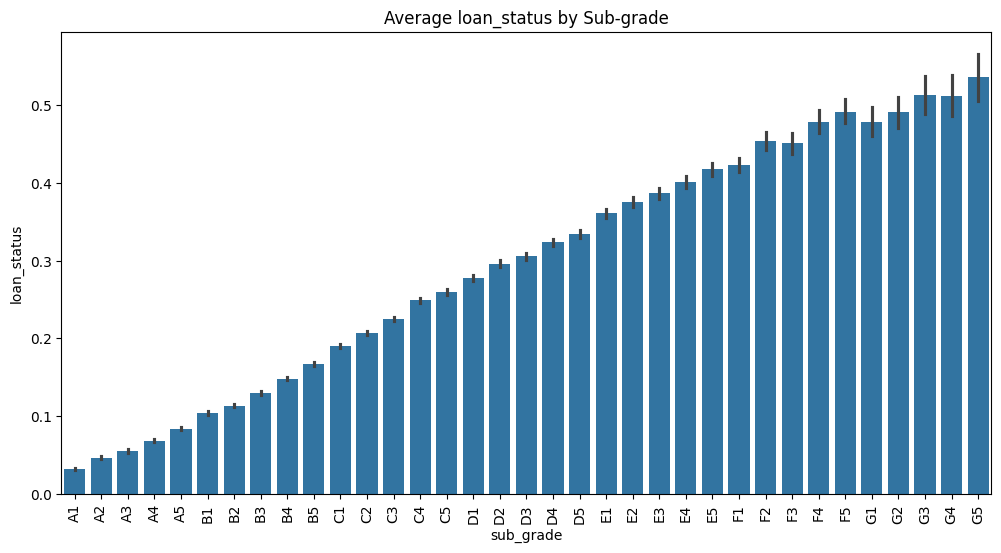 Average loan_status by Sub-grade
loan_status
0.5
0.4
0.3
0.2
0.1
0.0
A1 A2 A3 A4 A5 B1 B2 B3 B4 B5 C1 C2 C3 C4 C5 D1 D2 D3 D4 D5 E1 E2 E3 E4 E5 F1 F2 F3 F4 F5 G1 G2 G3 G4 G5
sub_grade